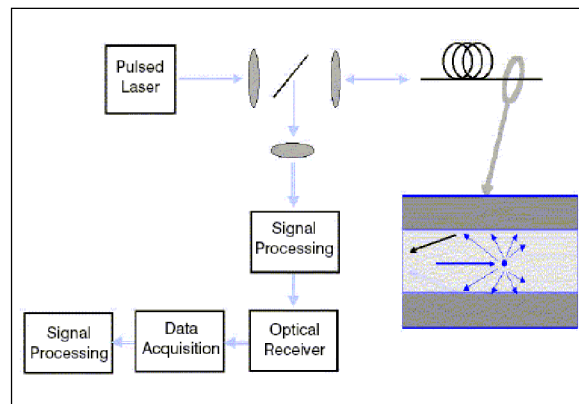 Pulsed
Laser
Signal
Processing
Optical
Receiver
Data
Acquisition
Signal
Processing